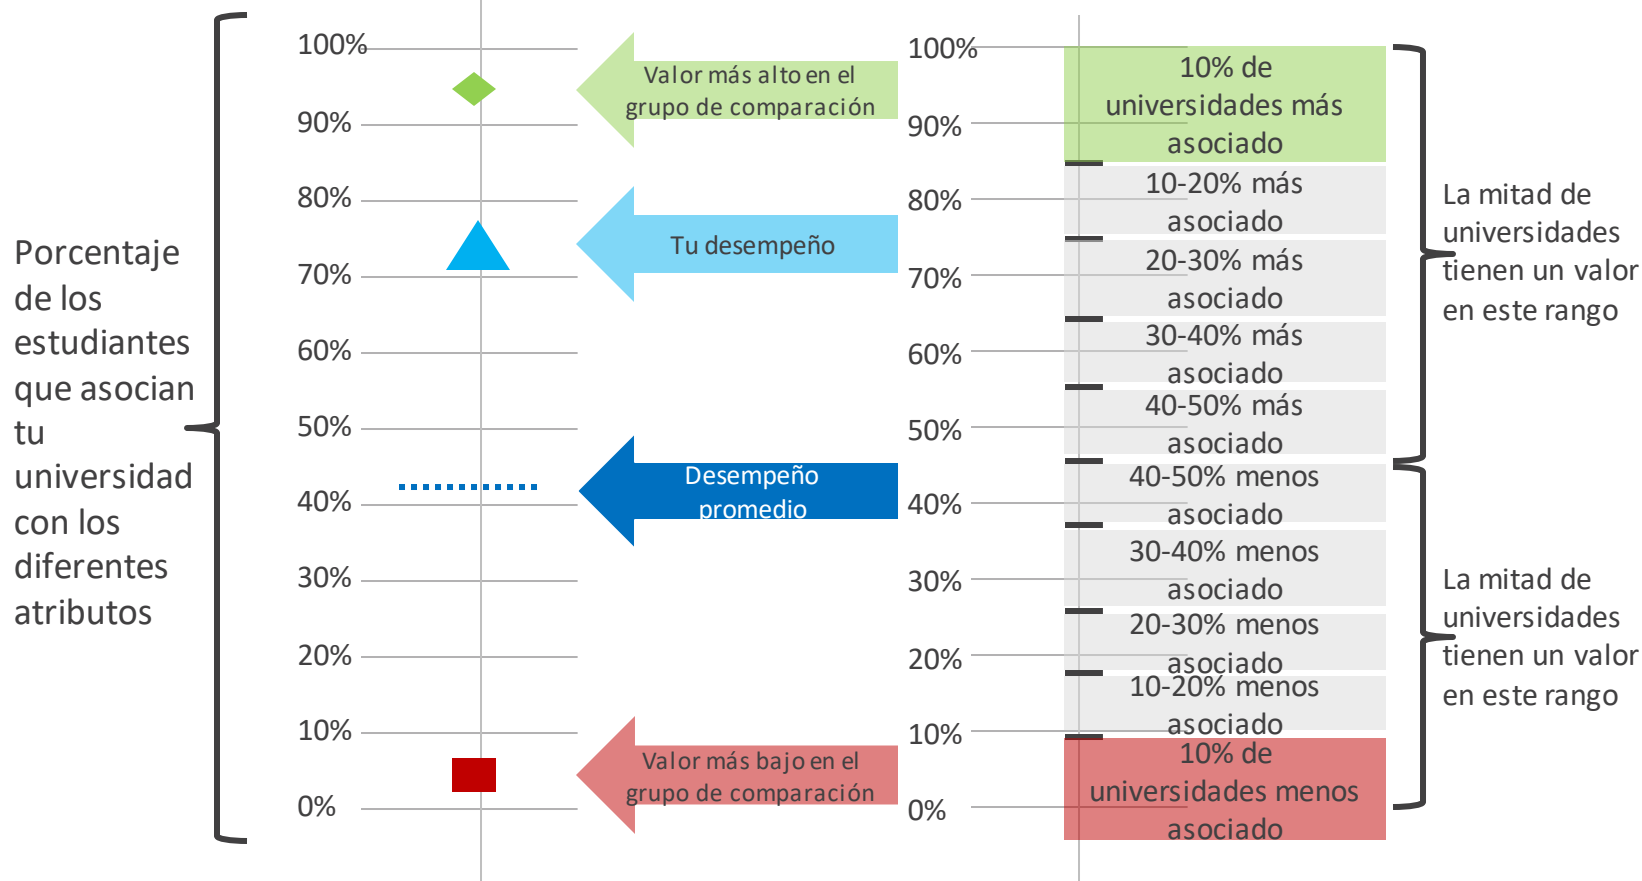 Porcentaje
de los
estudiantes
que asocian
tu
universidad
con los
diferentes
atributos
100%
90%
80%
70%
60%
50%
40%
30%
20%
10%
0%
Valor más alto en el
grupo de comparación
Tu desempeño
Desempeño
promedio
Valor más bajo en el
grupo de comparación
100%
90%
80%
70%
60%
50%
40%
30%
20%
10%
0%
10% de
universidades más
asociado
10-20% más
asociado
20-30% más
asociado
30-40% más
asociado
40-50% más
asociado
40-50% menos
asociado
30-40% menos
asociado
20-30% menos
asociado
10-20% menos
asociado
10% de
universidades menos
asociado
La mitad de
universidades
tienen un valor
en este rango
La mitad de
universidades
tienen un valor
en este rango